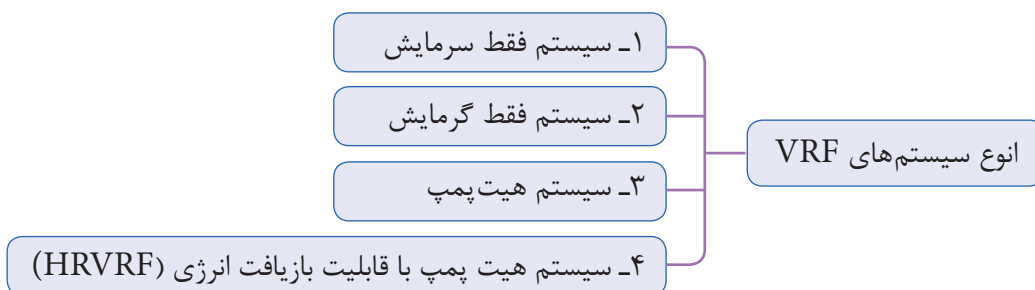 انوع سیستم‌های VRF
۱ـ سیستم فقط سرمایش
۲ـ سیستم فقط گرمایش
۳ـ سیستم هیت‌پمپ
۴ـ سیستم هیت پمپ با قابلیت بازیافت انرژی (HRVRF)